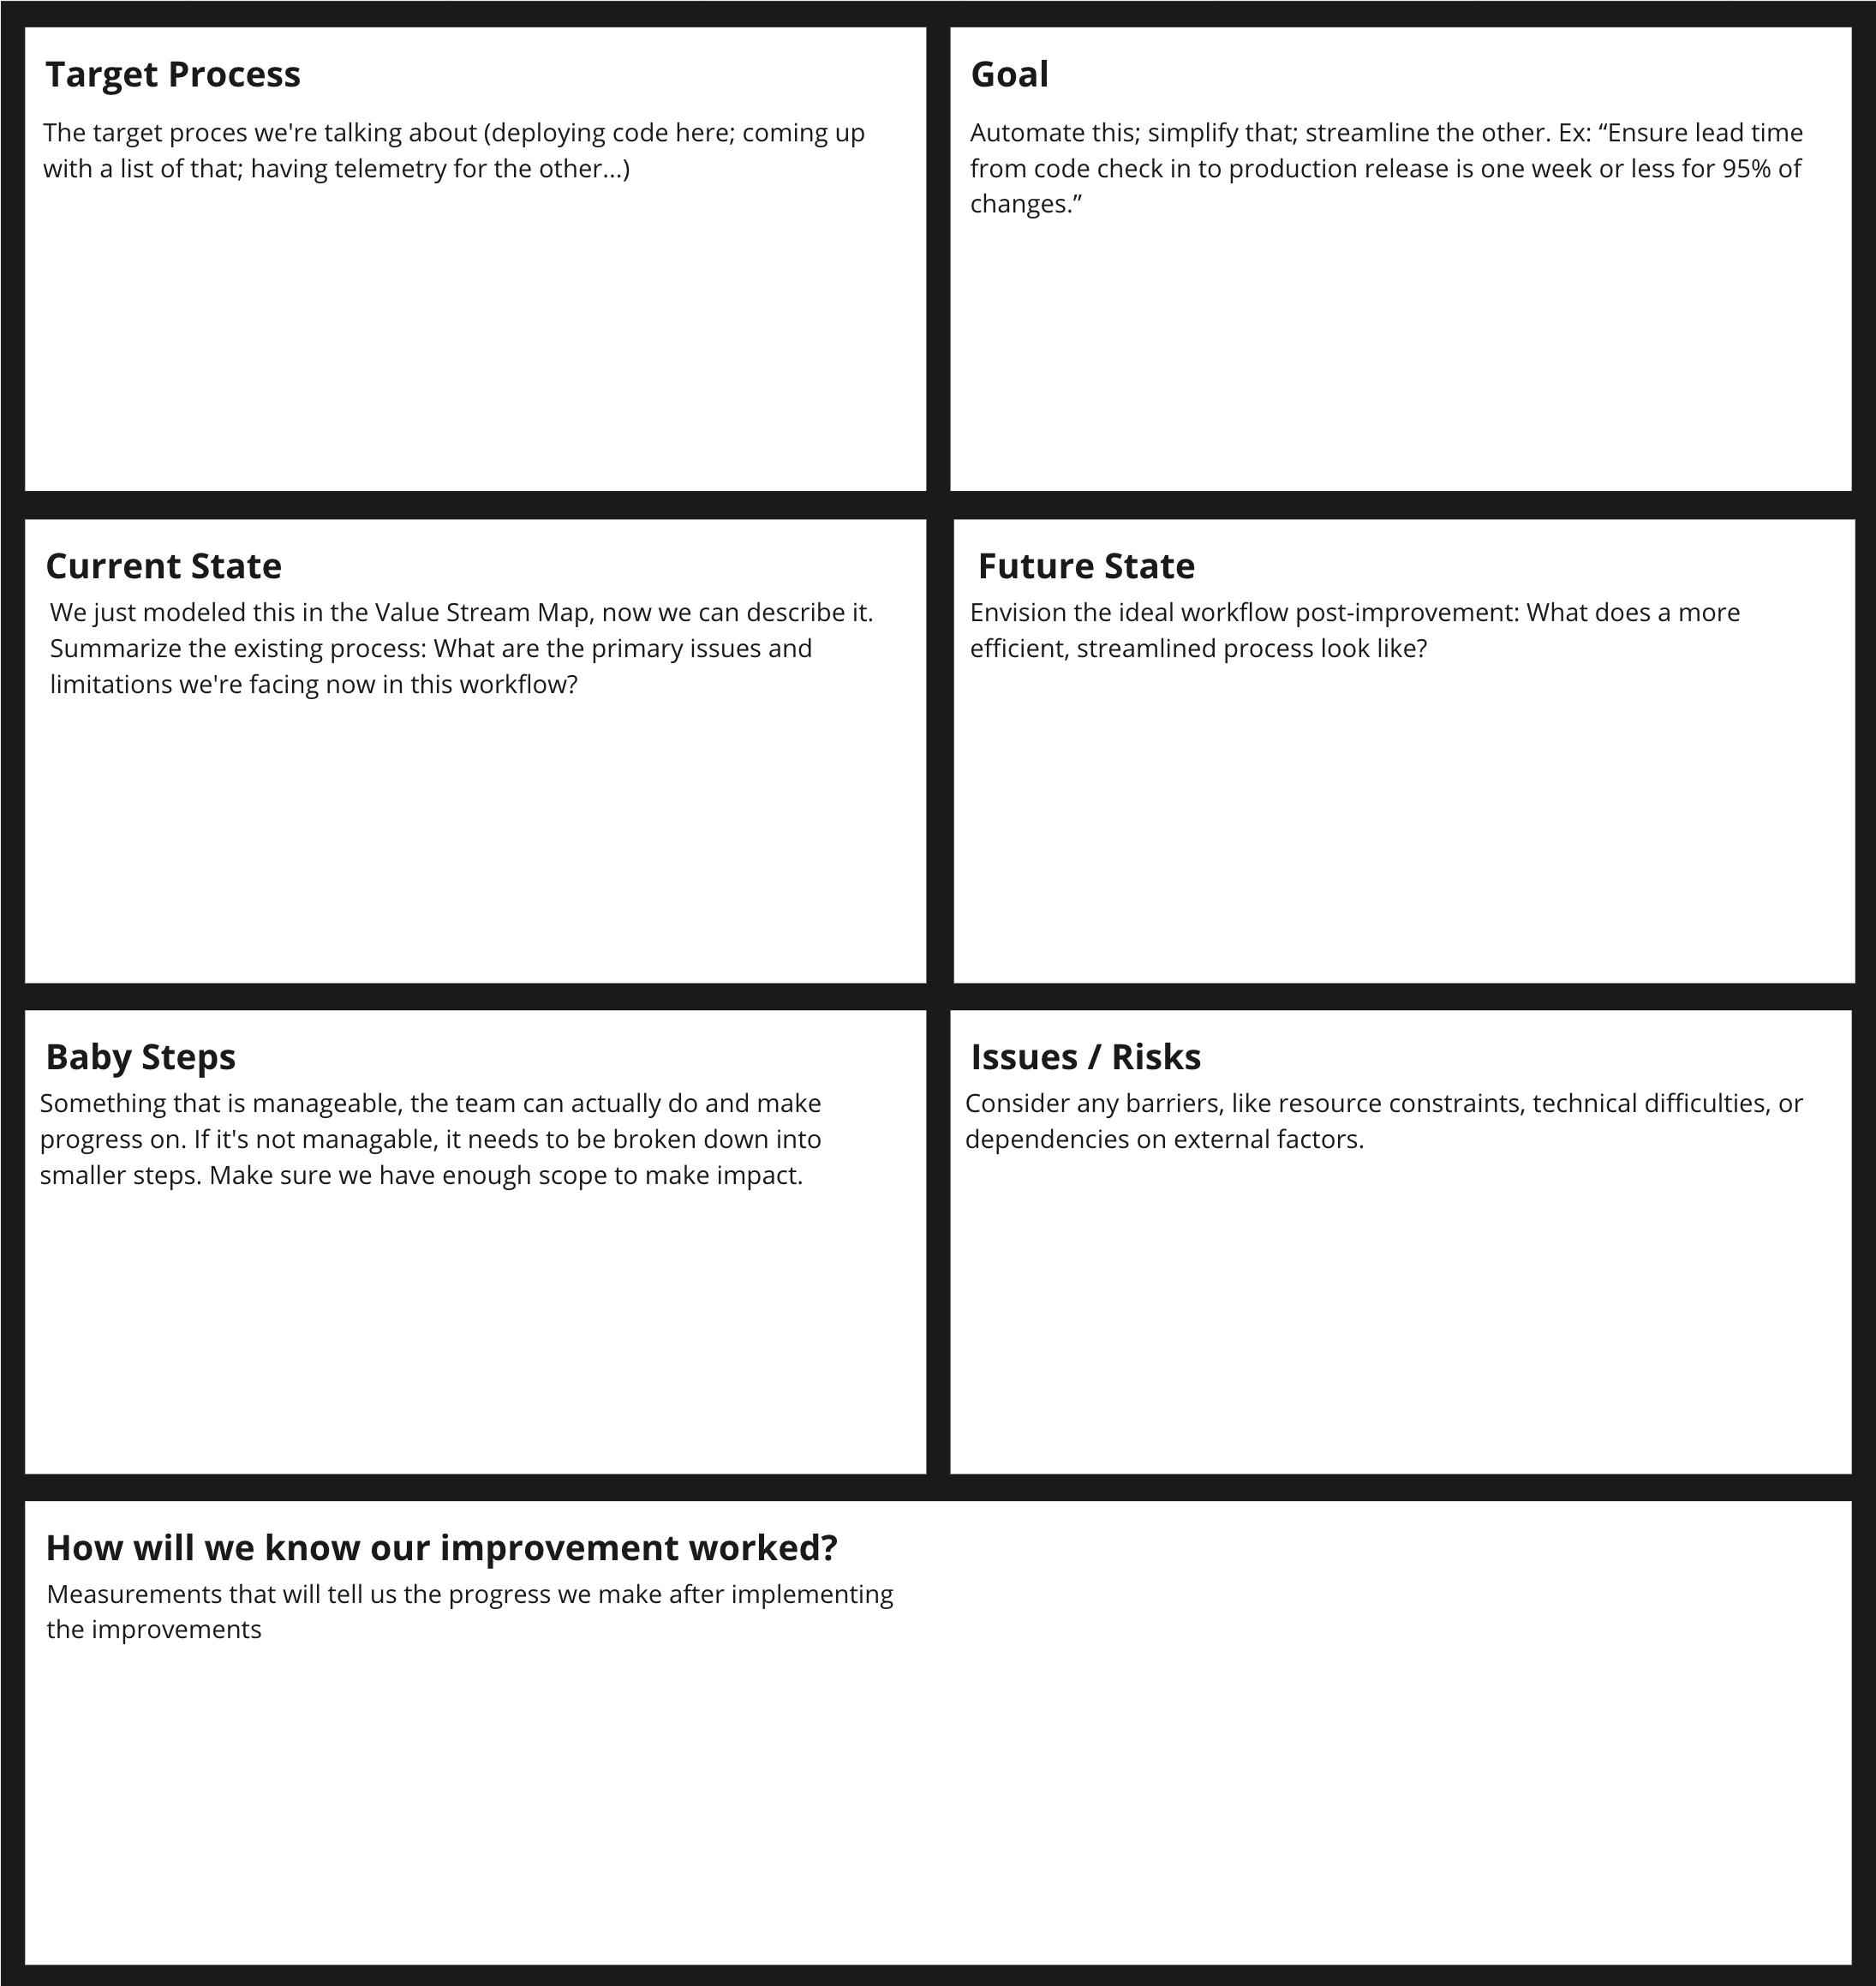 Target Process
The target proces we're talking about (deploying code here; coming up
with a list of that; having telemetry for the other...)
Goal
Automate this; simplify that; streamline the other. Ex: “Ensure lead time
from code check in to production release is one week or less for 95% of
changes.”
Current State
We just modeled this in the Value Stream Map, now we can describe it.
Summarize the existing process: What are the primary issues and
limitations we're facing now in this workflow?
Future State
Envision the ideal workflow post-improvement: What does a more
efficient, streamlined process look like?
Baby Steps
Something that is manageable, the team can actually do and make
progress on. If it's not managable, it needs to be broken down into
smaller steps. Make sure we have enough scope to make impact.
Issues / Risks
Consider any barriers, like resource constraints, technical difficulties, or
dependencies on external factors.
How will we know our improvement worked?
Measurements that will tell us the progress we make after implementing
the improvements